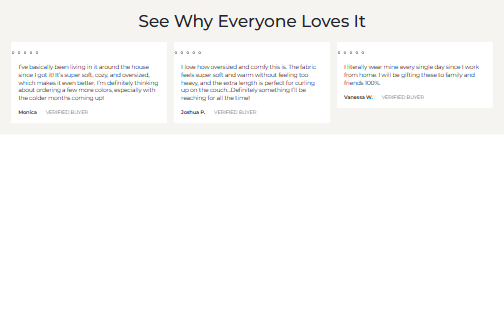 See Why Everyone Loves It
I've basically been living in it around the house
since I got it! It's super soft, cozy, and oversized,
which makes it even better. I'm definitely thinking
about ordering a few more colors, especially with
the colder months coming up!
Monica VERIFIED BUYER
I love how oversized and comfy this is. The fabric
feels super soft and warm without feeling too
heavy, and the extra length is perfect for curling
up on the couch...Definitely something I'll be
reaching for all the time!
Joshua P. VERIFIED BUYER
I literally wear mine every single day since I work
from home. I will be gifting these to family and
friends 100%.
Vanessa W. VERIFIED BUYER